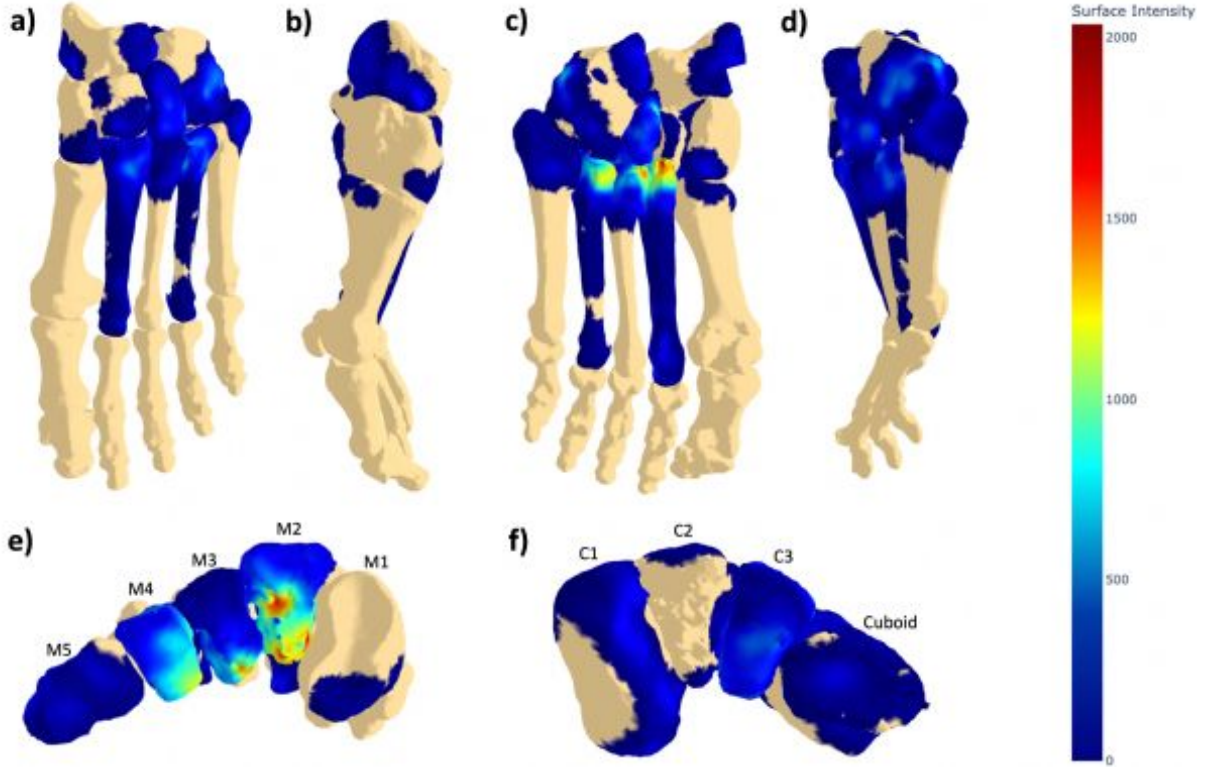 a)
b)
c)
d)
Surface Intensity
2000
1500
1000
500
0
e)
M2
M3
M1
M4
M5
f)
C2
C1
C3
Cuboid